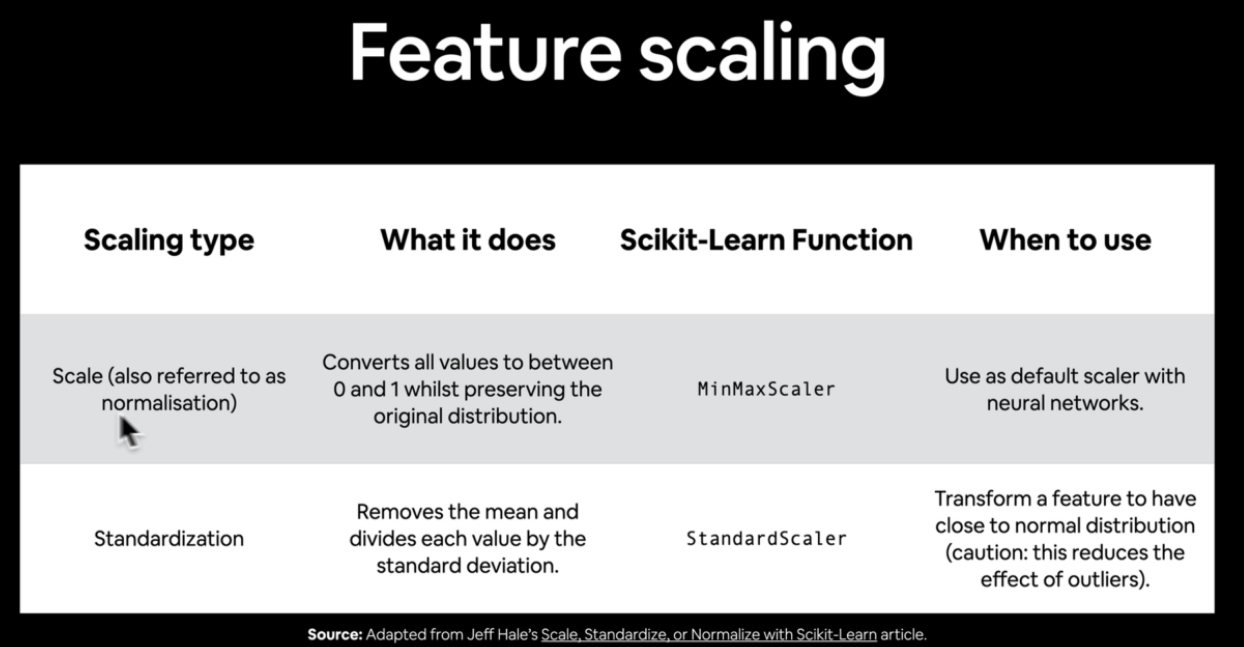 Feature scaling
Scaling type
What it does
Scikit-Learn Function
When to use
Scale (also referred to as
normalisation)
Converts all values to between
0 and 1 whilst preserving the
original distribution.
MinMaxScaler
Use as default scaler with
neural networks.
Standardization
Removes the mean and
divides each value by the
standard deviation.
StandardScaler
Transform a feature to have
close to normal distribution
(caution: this reduces the
effect of outliers).
Source: Adapted from Jeff Hale’s Scale, Standardize, or Normalize with Scikit-Learn article.